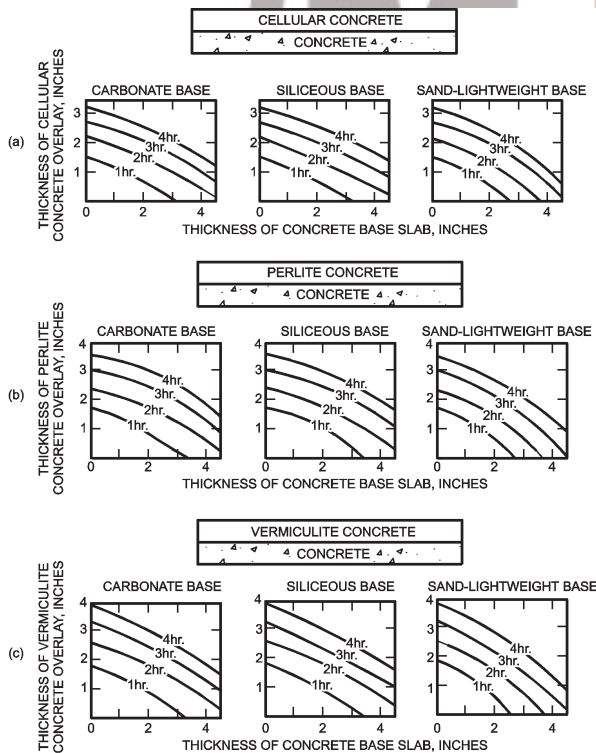 CELLULAR CONCRETE
CONCRETE
(a)
THICKNESS OF CELLULAR
CONCRETE OVERLAY, INCHES
CARBONATE BASE
SILICEOUS BASE
SAND-LIGHTWEIGHT BASE
3
2
1
4hr.
3hr.
2hr.
1hr.
0
2
4
3
2
1
4hr.
3hr.
2hr.
1hr.
0
2
4
3
2
1
4hr.
3hr.
2hr.
1hr.
0
2
4
THICKNESS OF CONCRETE BASE SLAB, INCHES
PERLITE CONCRETE
CONCRETE
(b)
THICKNESS OF PERLITE
CONCRETE OVERLAY, INCHES
CARBONATE BASE
SILICEOUS BASE
SAND-LIGHTWEIGHT BASE
4
3
2
1
4hr.
3hr.
2hr.
1hr.
0
2
4
4
3
2
1
4hr.
3hr.
2hr.
1hr.
0
2
4
4
3
2
1
4hr.
3hr.
2hr.
1hr.
0
2
4
THICKNESS OF CONCRETE BASE SLAB, INCHES
VERMICULITE CONCRETE
CONCRETE
(c)
THICKNESS OF VERMICULITE
CONCRETE OVERLAY, INCHES
CARBONATE BASE
SILICEOUS BASE
SAND-LIGHTWEIGHT BASE
4
3
2
1
4hr.
3hr.
2hr.
1hr.
0
2
4
4
3
2
1
4hr.
3hr.
2hr.
1hr.
0
2
4
4
3
2
1
4hr.
3hr.
2hr.
1hr.
0
2
4
THICKNESS OF CONCRETE BASE SLAB, INCHES